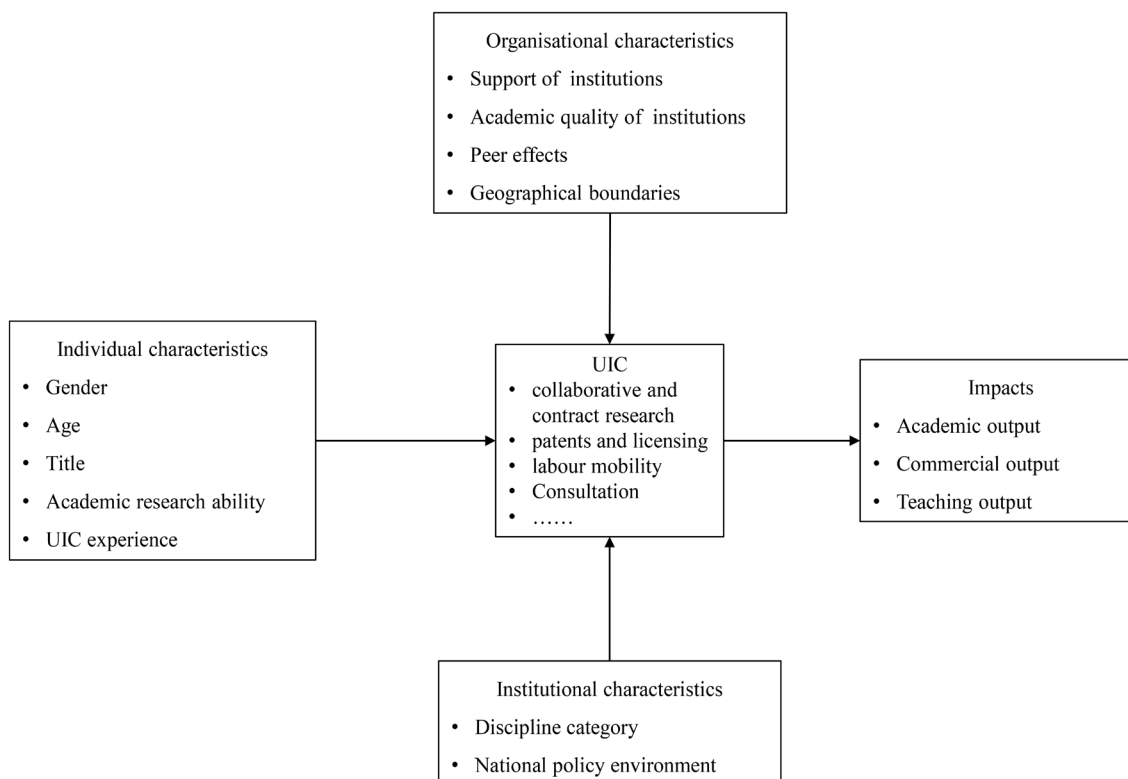 Organisational characteristics
• Support of institutions
• Academic quality of institutions
• Peer effects
• Geographical boundaries
Individual characteristics
• Gender
• Age
• Title
• Academic research ability
• UIC experience
UIC
• collaborative and
contract research
• patents and licensing
• labour mobility
• Consultation
• ……
Impacts
• Academic output
• Commercial output
• Teaching output
Institutional characteristics
• Discipline category
• National policy environment